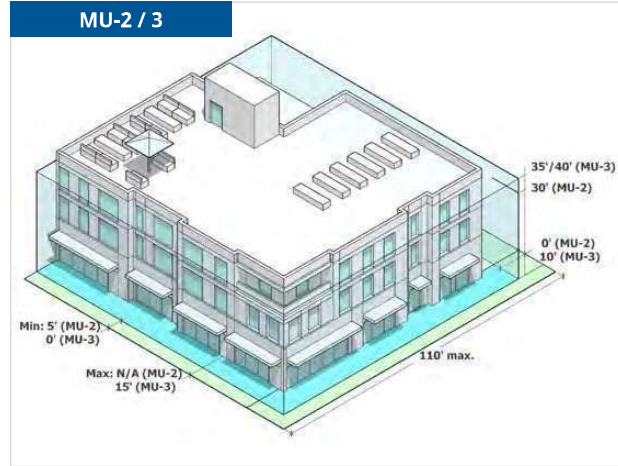 MU-2 / 3
35'/40' (MU-3)
30' (MU-2)
0' (MU-2)
10' (MU-3)
Min: 5' (MU-2)
0' (MU-3)
Max: N/A (MU-2)
15' (MU-3)
110' max.